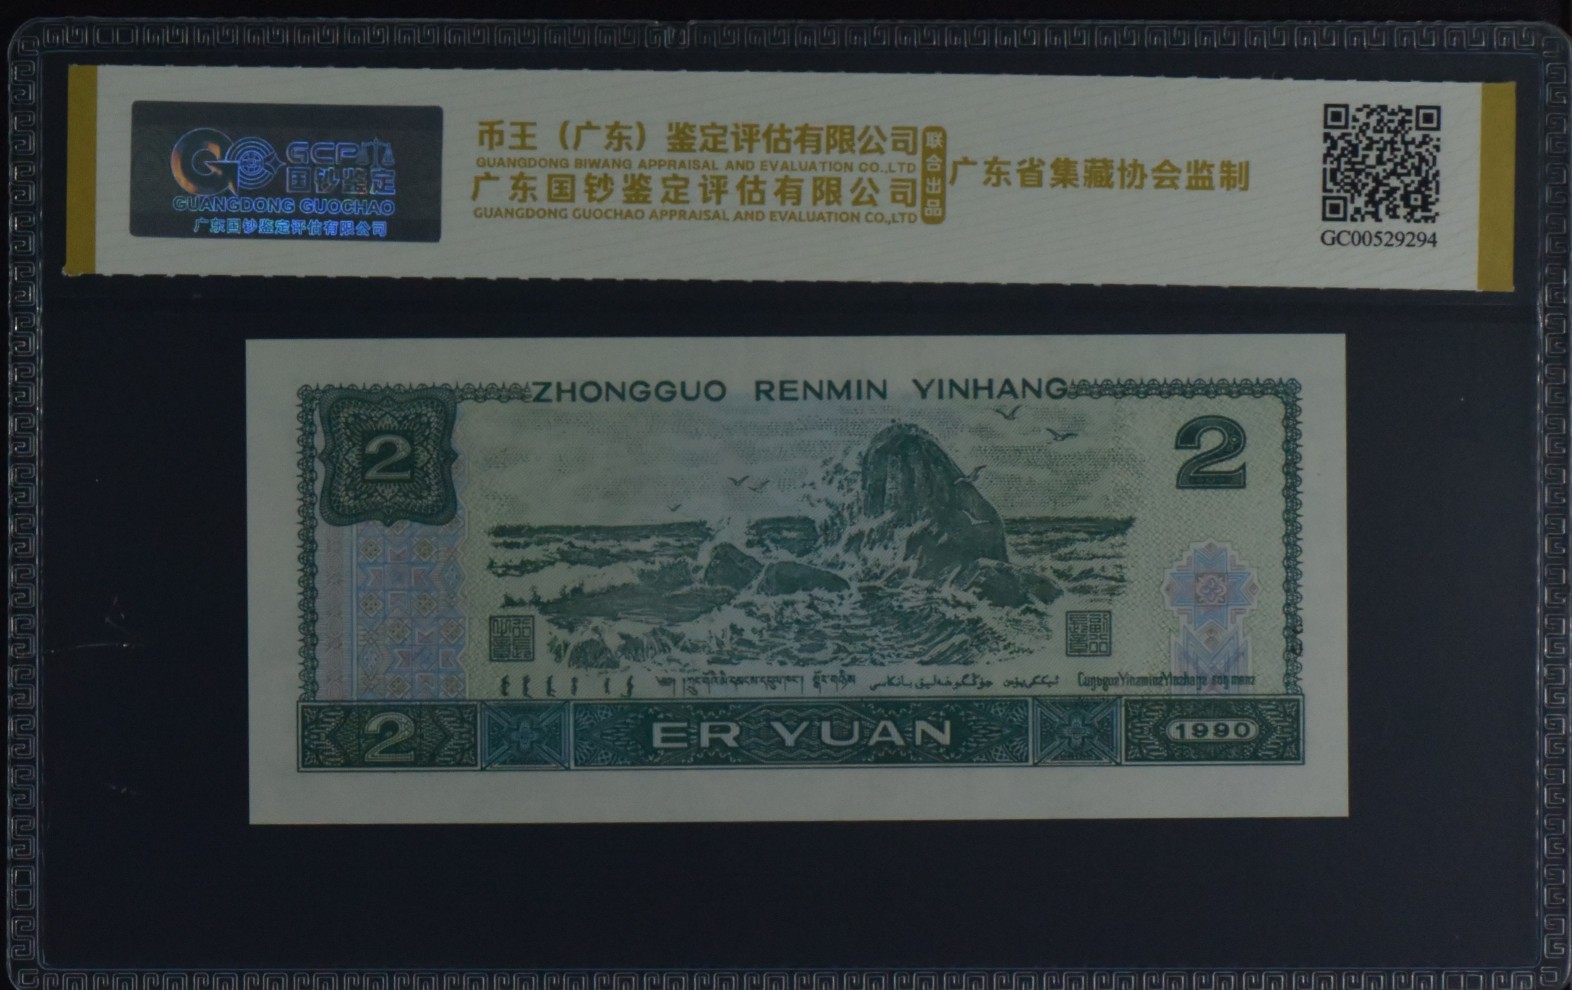 GCP
国钞鉴定
GUANGDONG GUOCHAO
广东国钞鉴定评估有限公司
币王（广东）鉴定评估有限公司
GUANGDONG BIWANG APPRAISAL AND EVALUATION CO.,LTD
广东国钞鉴定评估有限公司
GUANGDONG GUOCHAO APPRAISAL AND EVALUATION CO.,LTD
联合出品
广东省集藏协会监制
GC00529294
ZHONGGUO RENMIN YINHANG
2
2
2
ER YUAN
1990